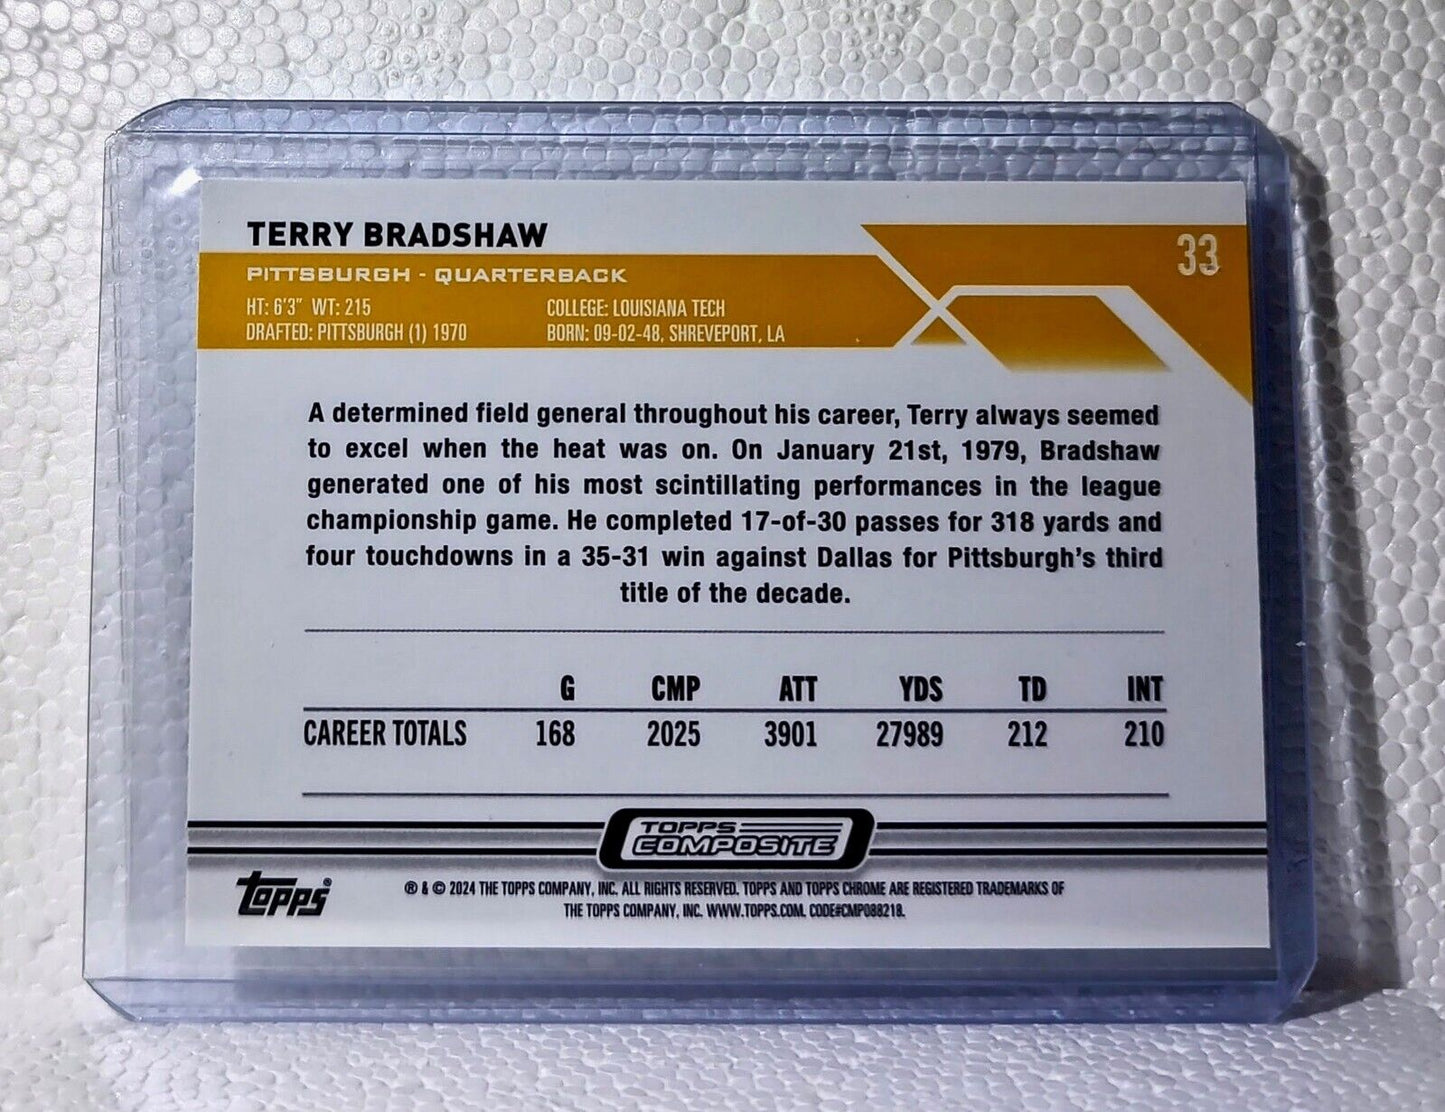 TERRY BRADSHAW
33
PITTSBURGH - QUARTERBACK
HT: 6'3" WT: 215
COLLEGE: LOUISIANA TECH
DRAFTED: PITTSBURGH (1) 1970
BORN: 09-02-48, SHREVEPORT, LA
A determined field general throughout his career, Terry always seemed
to excel when the heat was on. On January 21st, 1979, Bradshaw
generated one of his most scintillating performances in the league
championship game. He completed 17-of-30 passes for 318 yards and
four touchdowns in a 35-31 win against Dallas for Pittsburgh's third
title of the decade.
G CMP ATT YDS TD INT
CAREER TOTALS 168 2025 3901 27989 212 210
TOPPS
COMPOSITE
Topps®
® & © 2024 THE TOPPS COMPANY, INC. ALL RIGHTS RESERVED. TOPPS AND TOPPS CHROME ARE REGISTERED TRADEMARKS OF
THE TOPPS COMPANY, INC. WWW.TOPPS.COM. CODE#CMP088218.